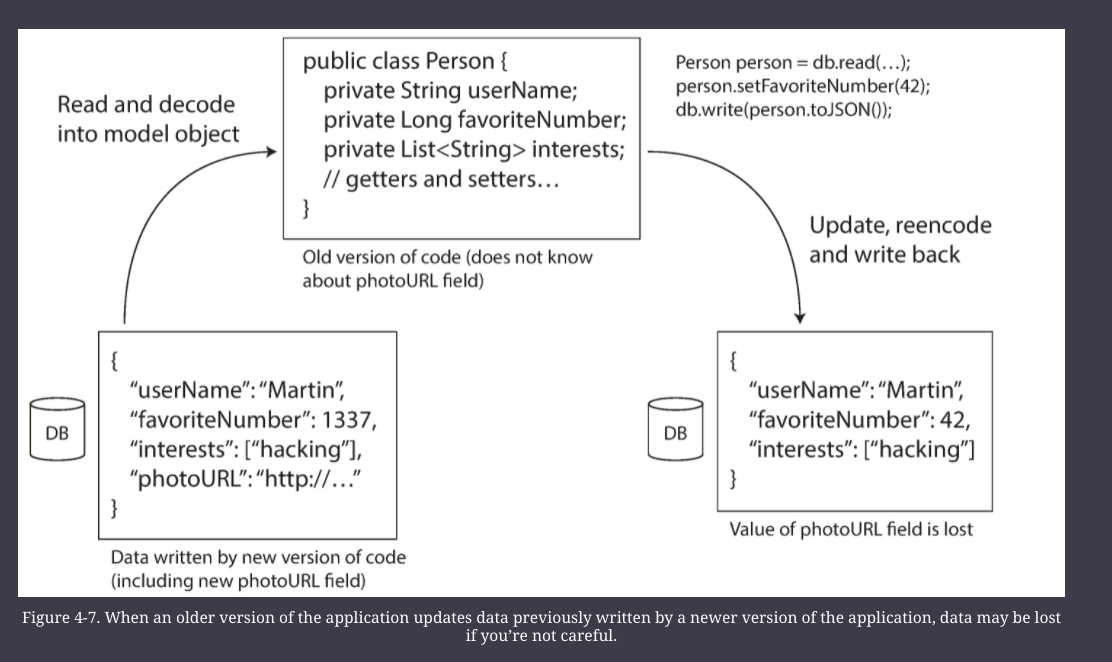 Read and decode
into model object
public class Person {
private String userName;
private Long favoriteNumber;
private List<String> interests;
// getters and setters…
}
Old version of code (does not know
about photoURL field)
Person person = db.read(…);
person.setFavoriteNumber(42);
db.write(person.toJSON());
Update, reencode
and write back
DB
{
“userName”: “Martin”,
“favoriteNumber”: 1337,
“interests”: [“hacking”],
“photoURL”: “http://…”
}
Data written by new version of code
(including new photoURL field)
DB
{
“userName”: “Martin”,
“favoriteNumber”: 42,
“interests”: [“hacking”]
}
Value of photoURL field is lost
Figure 4-7. When an older version of the application updates data previously written by a newer version of the application, data may be lost
if you’re not careful.